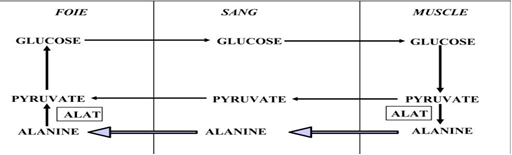 FOIE SANG MUSCLE
GLUCOSE GLUCOSE GLUCOSE
PYRUVATE PYRUVATE PYRUVATE
ALAT ALAT
ALANINE ALANINE ALANINE